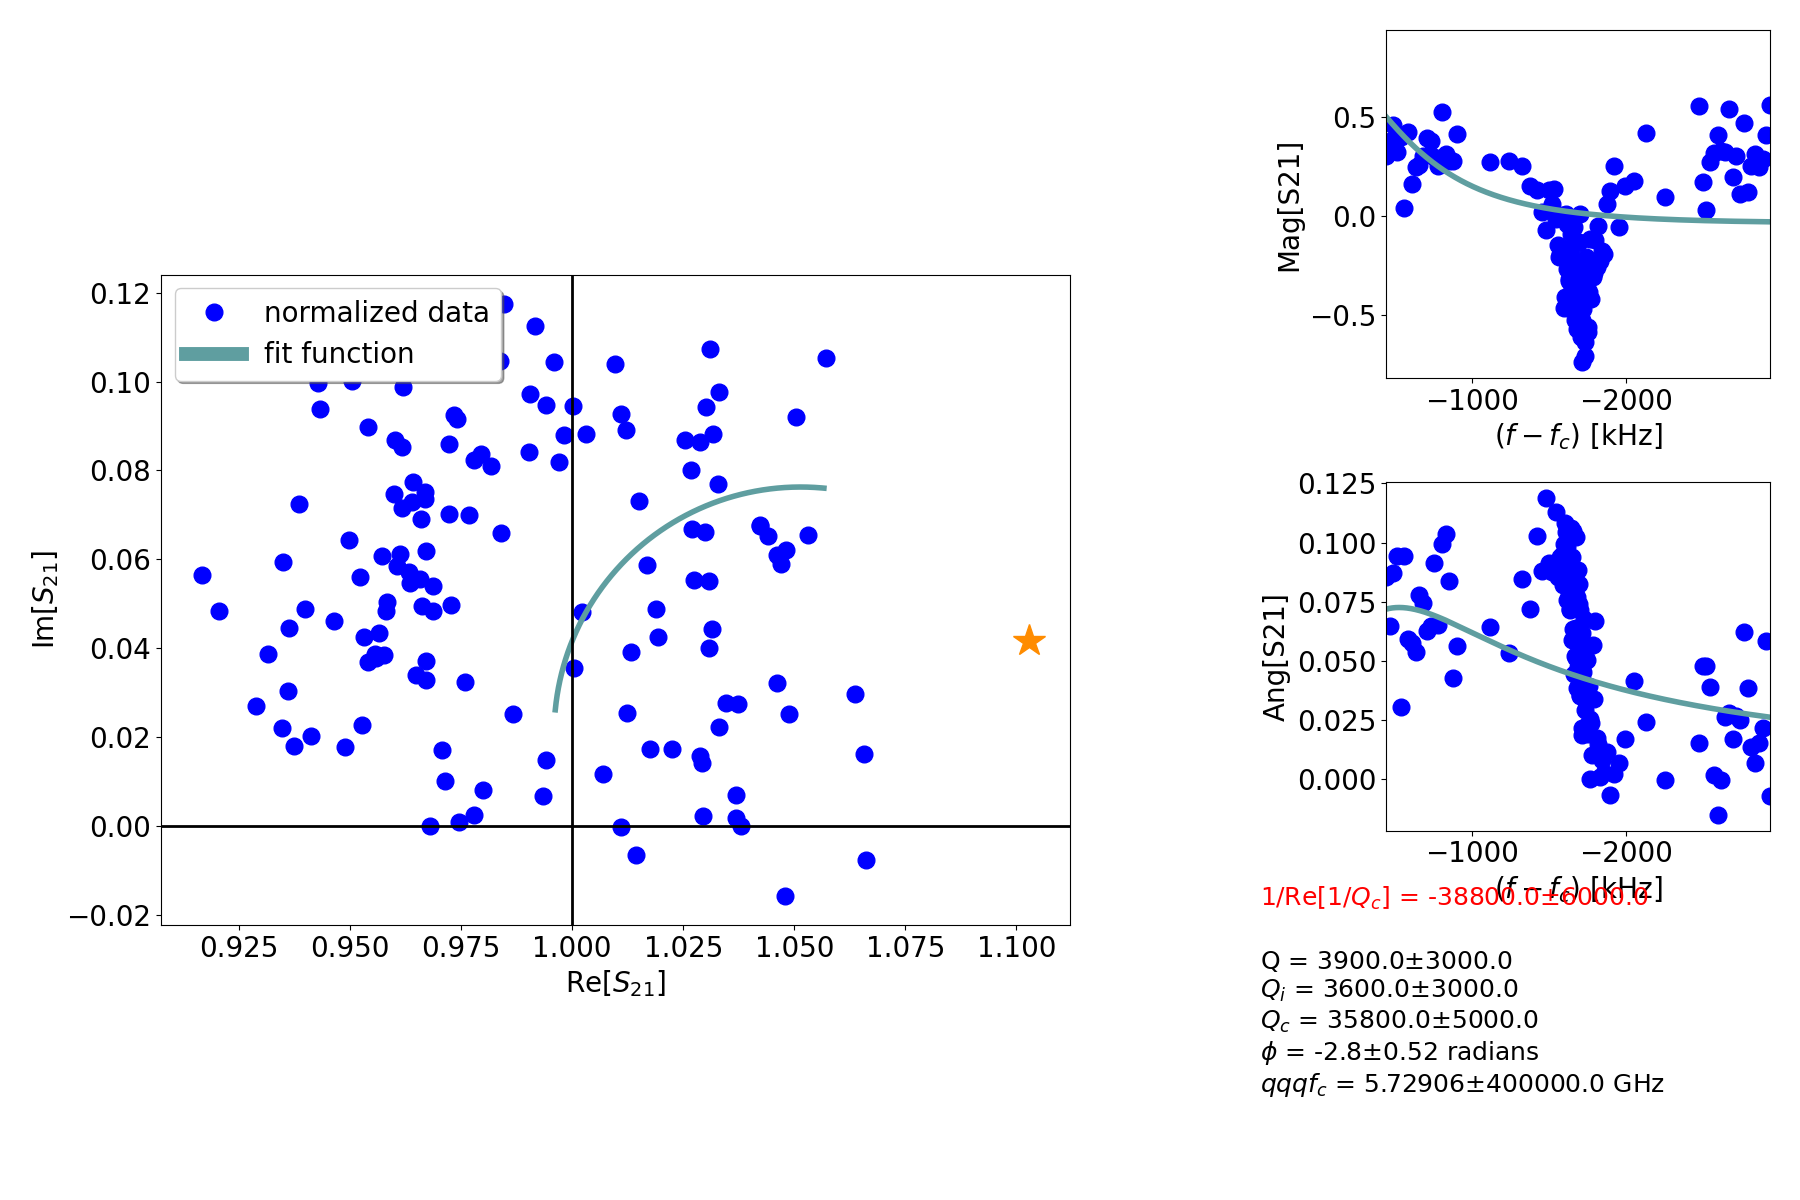 normalized data
fit function
0.12
0.10
0.08
0.06
0.04
0.02
0.00
−0.02
Im[S21]
0.925
0.950
0.975
1.000
1.025
1.050
1.075
1.100
Re[S21]
0.5
0.0
−0.5
Mag[S21]
−1000
−2000
(f − fc) [kHz]
0.125
0.100
0.075
0.050
0.025
0.000
Ang[S21]
−1000
−2000
(f − fc) [kHz]
1/Re[1/Qc] = -38800.0±6000.0
Q = 3900.0±3000.0
Qi = 3600.0±3000.0
Qc = 35800.0±5000.0
ϕ = -2.8±0.52 radians
qqqfc = 5.72906±400000.0 GHz